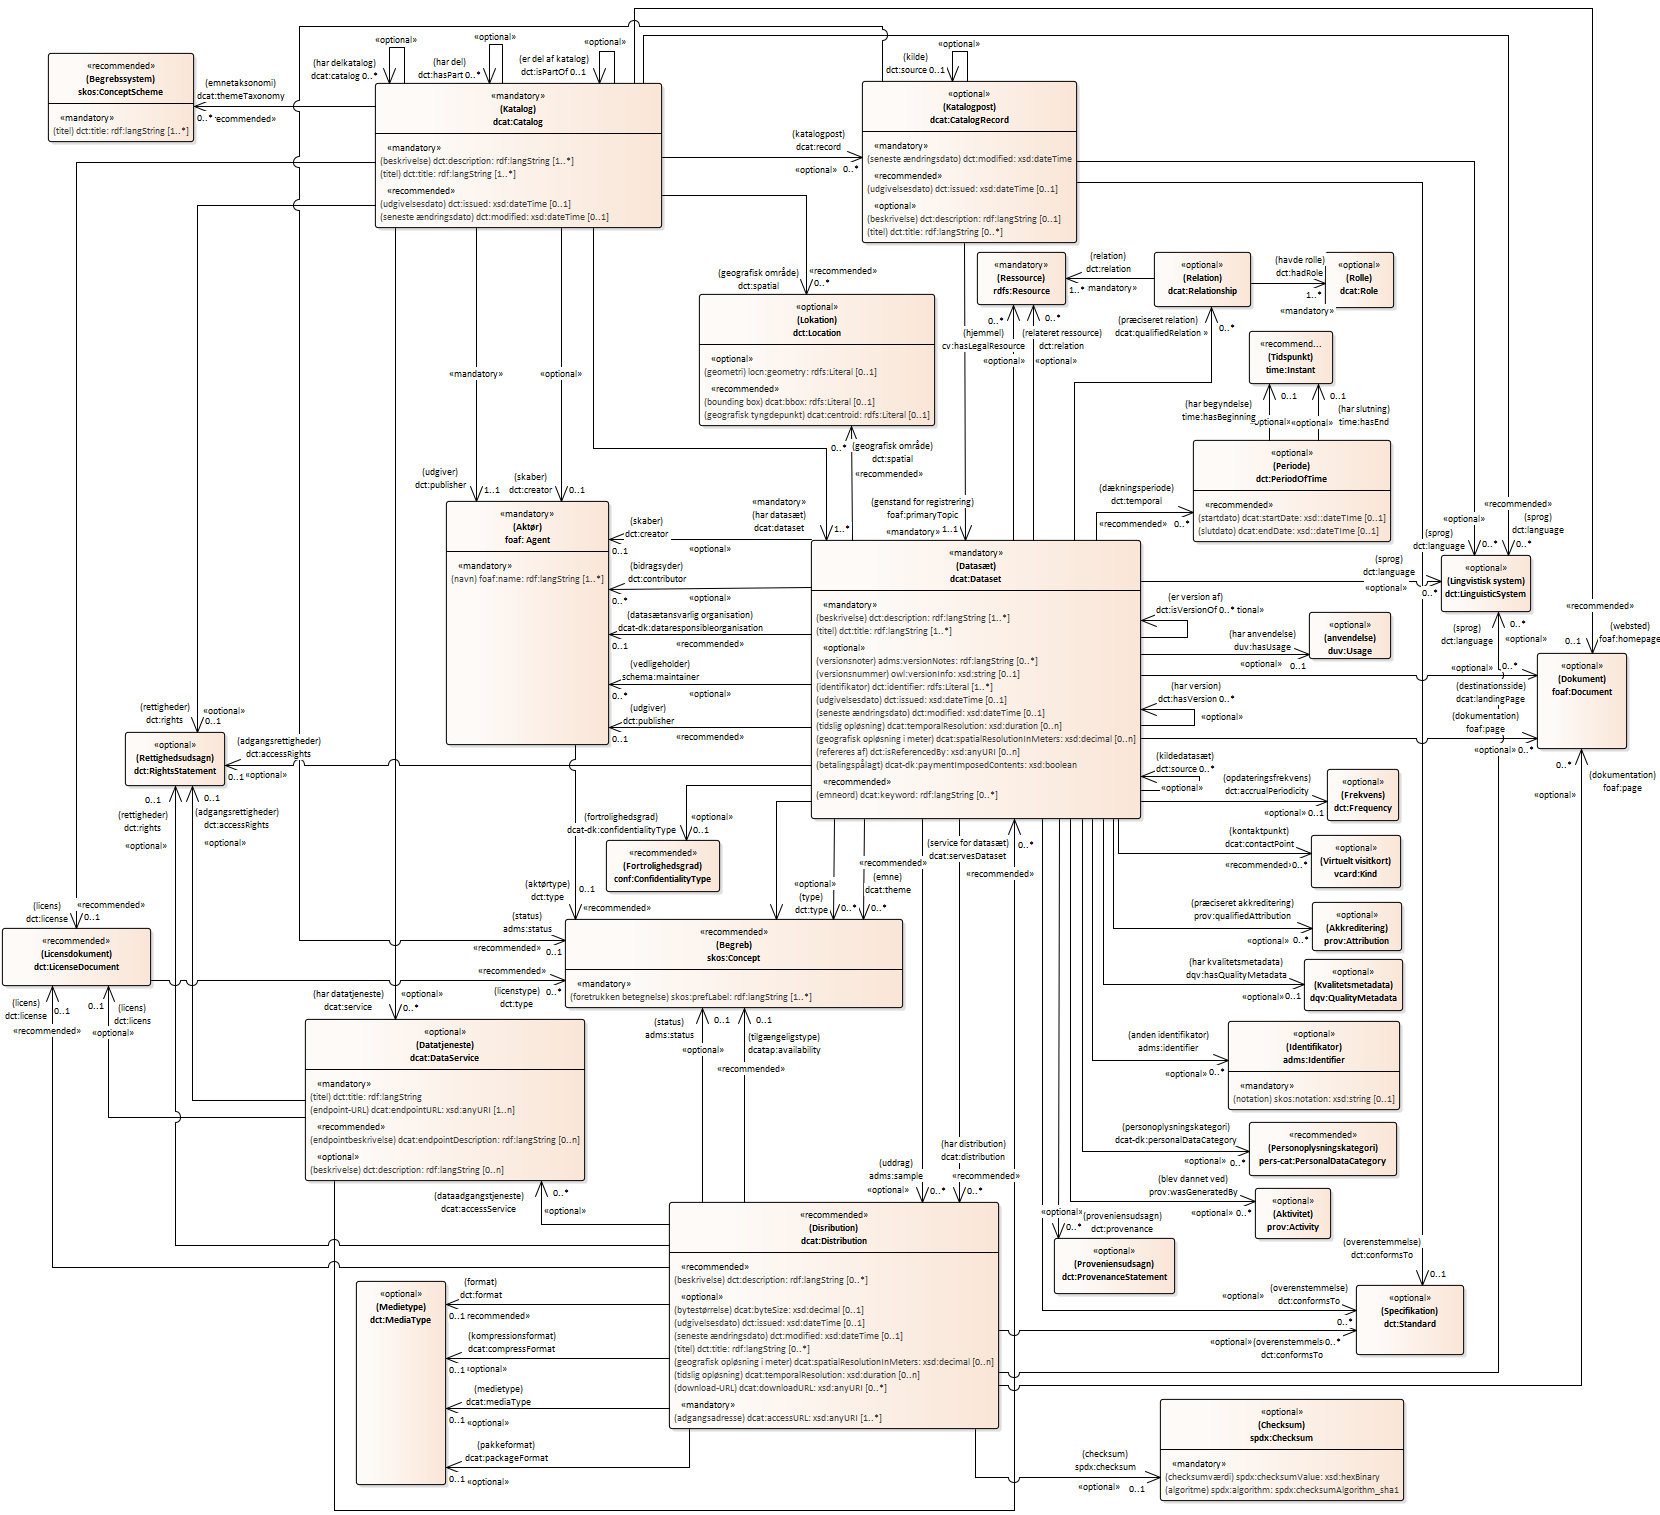 «recommended»
(Begrebssystem)
skos:ConceptScheme
«mandatory»
(titel) dct:title: rdf:langString [1..*]
(emnetaksonomi)
dcat:themeTaxonomy
0..*
«optional»
(har delkatalog)
dcat:catalog 0..*
«optional»
(har del)
dct:hasPart 0..*
«optional»
(er del af katalog)
dct:isPartOf 0..1
«mandatory»
(Katalog)
dcat:Catalog
«mandatory»
(beskrivelse) dct:description: rdf:langString [1..*]
(titel) dct:title: rdf:langString [1..*]
«recommended»
(udgivelsesdato) dct:issued: xsd:dateTime [0..1]
(seneste ændringsdato) dct:modified: xsd:dateTime [0..1]
(katalogpost)
dcat:record
«optional» 0..*
«optional»
(kilde)
dct:source 0..1
«optional»
(Katalogpost)
dcat:CatalogRecord
«mandatory»
(seneste ændringsdato) dct:modified: xsd:dateTime
«recommended»
(udgivelsesdato) dct:issued: xsd:dateTime [0..1]
«optional»
(beskrivelse) dct:description: rdf:langString [0..1]
(titel) dct:title: rdf:langString [0..*]
(geografisk område)
dct:spatial
«recommended»
0..*
«optional»
(Lokation)
dct:Location
«optional»
(geometri) locn:geometry: rdfs:Literal [0..1]
«recommended»
(bounding box) dcat:bbox: rdfs:Literal [0..1]
(geografisk tyngdepunkt) dcat:centroid: rdfs:Literal [0..1]
0..*
(geografisk område)
dct:spatial
«recommended»
«mandatory»
(Ressource)
rdfs:Resource
(relation)
dct:relation
1..*
mandatory»
«optional»
(Relation)
dcat:Relationship
(havde rolle)
dct:hadRole
1..*
«mandatory»
«optional»
(Rolle)
dcat:Role
0..*
(hjemmel)
cv:hasLegalResource
«optional»
0..*
(relateret ressource)
dct:relation
«optional»
(præciseret relation)
dcat:qualifiedRelation »
0..*
«recommend...
(Tidspunkt)
time:Instant
(har begyndelse)
time:hasBeginning
0..1
optional»
0..1
(har slutning)
time:hasEnd
«optional»
«optional»
(Periode)
dct:PeriodOfTime
«recommended»
(startdato) dcat:startDate: xsd::dateTime [0..1]
(slutdato) dcat:endDate: xsd::dateTime [0..1]
(dækningsperiode)
dct:temporal
«recommended» 0..*
«mandatory»
«optional»
(udgiver)
dct:publisher
1..1
(skaber)
dct:creator
0..1
«mandatory»
(Aktør)
foaf: Agent
«mandatory»
(navn) foaf:name: rdf:langString [1..*]
«mandatory»
(har datasæt)
dcat:dataset
1..*
(genstand for registrering)
foaf:primaryTopic
«mandatory» 1..1
(skaber)
dct:creator
0..1
«optional»
(bidragsyder)
dct:contributor
0..*
«optional»
(datasætansvarlig organisation)
dcat-dk:dataresponsibleorganisation
0..1
«recommended»
(vedligeholder)
schema:maintainer
0..*
«optional»
(udgiver)
dct:publisher
0..1
«recommended»
«mandatory»
(Datasæt)
dcat:Dataset
«mandatory»
(beskrivelse) dct:description: rdf:langString [1..*]
(titel) dct:title: rdf:langString [1..*]
«optional»
(versionsnoter) adms:versionNotes: rdf:langString [0..*]
(versionsnummer) owl:versionInfo: xsd:string [0..1]
(identifikator) dct:identifier: rdfs:Literal [1..*]
(udgivelsesdato) dct:issued: xsd:dateTime [0..1]
(seneste ændringsdato) dct:modified: xsd:dateTime [0..1]
(tidslig opløsning) dcat:temporalResolution: xsd:duration [0..n]
(geografisk opløsning i meter) dcat:spatialResolutionInMeters: xsd:decimal [0..n]
(refereres af) dct:isReferencedBy: xsd:anyURI [0..n]
(betalingspålagt) dcat-dk:paymentImposedContents: xsd:boolean
«recommended»
(emneord) dcat:keyword: rdf:langString [0..*]
«optional»
(sprog)
dct:language
0..*
«recommended»
(sprog)
dct:language
0..*
(sprog)
dct:language
«optional»
0..*
«optional»
(Lingvistisk system)
dct:LinguisticSystem
(sprog)
dct:language
0..*
«optional»
(er version af)
dct:isVersionOf 0..*
tional»
(har anvendelse)
duv:hasUsage
«optional» 0..1
«optional»
(anvendelse)
duv:Usage
«recommended»
0..1
(websted)
foaf:homepage
«optional»
0..*
(destinationsside)
dcat:landingPage
(dokumentation)
foaf:page
«optional» 0..*
«optional»
(Dokument)
foaf:Document
0..*
(dokumentation)
foaf:page
«optional»
(har version)
dct:hasVersion 0..*
«optional»
(kildedatasæt)
dct:source 0..*
«optional»
(opdateringsfrekvens)
dct:accrualPeriodicity
«optional» 0..1
«optional»
(Frekvens)
dct:Frequency
(kontaktpunkt)
dcat:contactPoint
«recommended» 0..*
«optional»
(Virtuelt visitkort)
vcard:Kind
(præciseret akkreditering)
prov:qualifiedAttribution
«optional» 0..*
«optional»
(Akkreditering)
prov:Attribution
(har kvalitetsmetadata)
dqv:hasQualityMetadata
«optional» 0..1
«optional»
(Kvalitetsmetadata)
dqv:QualityMetadata
(anden identifikator)
adms:identifier
«optional» 0..*
«optional»
(Identifikator)
adms:Identifier
«mandatory»
(notation) skos:notation: xsd:string [0..1]
(personoplysningskategori)
dcat-dk:personalDataCategory
«optional» 0..*
«recommended»
(Personoplysningskategori)
pers-cat:PersonalDataCategory
(blev dannet ved)
prov:wasGeneratedBy
«optional» 0..*
«optional»
(Aktivitet)
prov:Activity
«optional»
0..*
(proveniensudsagn)
dct:provenance
«optional»
(Proveniensudsagn)
dct:ProvenanceStatement
(overenstemmelse)
dct:conformsTo
0..1
(overenstemmelse)
dct:conformsTo
«optional»
0..*
«optional»
(overenstemmels
0..*
dct:conformsTo
«optional»
(Specifikation)
dct:Standard
(rettigheder)
dct:rights
«optional»
0..1
«optional»
(Rettighedsudsagn)
dct:RightsStatement
(adgangsrettigheder)
dct:accessRights
0..1 «optional»
0..1
(rettigheder)
dct:rights
«optional»
0..1
(adgangsrettigheder)
dct:accessRights
«optional»
(fortrolighedsgrad)
dcat-dk:confidentialityType
«optional»
0..1
«recommended»
(Fortrolighedsgrad)
conf:ConfidentialityType
(aktørtype)
dct:type
0..1
«recommended»
(status)
adms:status
«recommended» 0..1
«recommended»
(licenstype)
dct:type
0..*
«optional»
(type)
dct:type
0..*
«recommended»
(emne)
dcat:theme
0..*
(service for datasæt)
dcat:servesDataset
0..*
«recommended»
«recommended»
(Begreb)
skos:Concept
«mandatory»
(foretrukken betegnelse) skos:prefLabel: rdf:langString [1..*]
(licens)
dct:license
«recommended»
0..1
«recommended»
(Licensdokument)
dct:LicenseDocument
(licens)
dct:license
0..1
«recommended»
0..1
(licens)
dct:licens
«optional»
(har datatjeneste)
dcat:service
«optional»
0..*
«optional»
(Datatjeneste)
dcat:DataService
«mandatory»
(titel) dct:title: rdf:langString
(endpoint-URL) dcat:endpointURL: xsd:anyURI [1..n]
«recommended»
(endpointbeskrivelse) dcat:endpointDescription: rdf:langString [0..n]
«optional»
(beskrivelse) dct:description: rdf:langString [0..n]
(status)
adms:status
0..1
«optional»
0..1
(tilgængeligstype)
dcatap:availability
«recommended»
(dataadgangstjeneste)
dcat:accessService
0..*
«optional»
(uddrag)
adms:sample
«optional»
0..*
(har distribution)
dcat:distribution
«recommended»
0..*
«recommended»
(Disribution)
dcat:Distribution
«recommended»
(beskrivelse) dct:description: rdf:langString [0..*]
«optional»
(bytestørrelse) dcat:byteSize: xsd:decimal [0..1]
(udgivelsesdato) dct:issued: xsd:dateTime [0..1]
(seneste ændringsdato) dct:modified: xsd:dateTime [0..1]
(titel) dct:title: rdf:langString [0..*]
(geografisk opløsning i meter) dcat:spatialResolutionInMeters: xsd:decimal [0..n]
(tidslig opløsning) dcat:temporalResolution: xsd:duration [0..n]
(download-URL) dcat:downloadURL: xsd:anyURI [0..*]
«mandatory»
(adgangsadresse) dcat:accessURL: xsd:anyURI [1..*]
«optional»
(Medietype)
dct:MediaType
(format)
dct:format
0..1 recommended»
(kompressionsformat)
dcat:compressFormat
0..1 «optional»
(medietype)
dcat:mediaType
0..1 «optional»
(pakkeformat)
dcat:packageFormat
0..1 «optional»
(checksum)
spdx:checksum
«optional» 0..1
«optional»
(Checksum)
spdx:Checksum
«mandatory»
(checksumværdi) spdx:checksumValue: xsd:hexBinary
(algoritme) spdx:algorithm: spdx:checksumAlgorithm_sha1